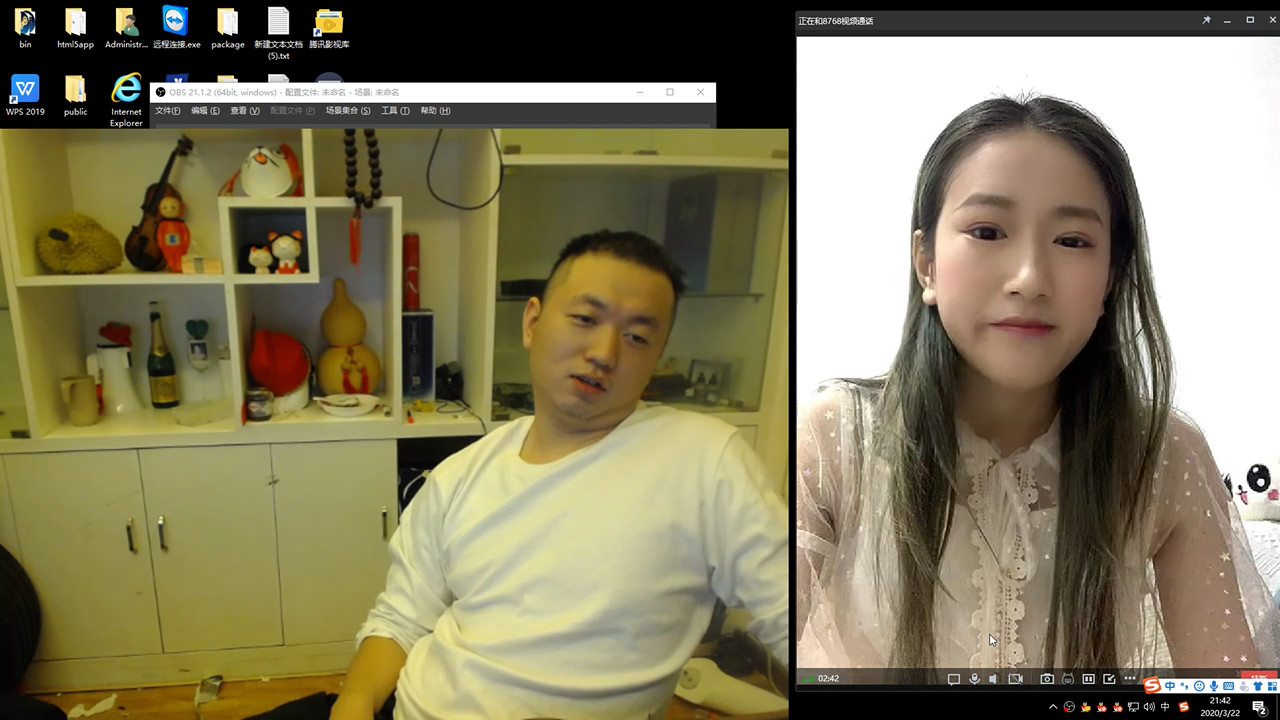 正在和8768视频通话
bin
html5app
Administr...
远程连接.exe
package
新建文本文档
(5).txt
腾讯影视库
WPS 2019
public
Internet
Explorer
OBS 21.1.2 (64bit, windows) - 配置文件: 未命名 - 场景: 未命名
文件(F) 编辑 (E) 查看 (V) 配置文件 (P) 场景集合 (S) 工具 (T) 帮助 (H)
02:42
中
中
21:42
2020/3/22
2